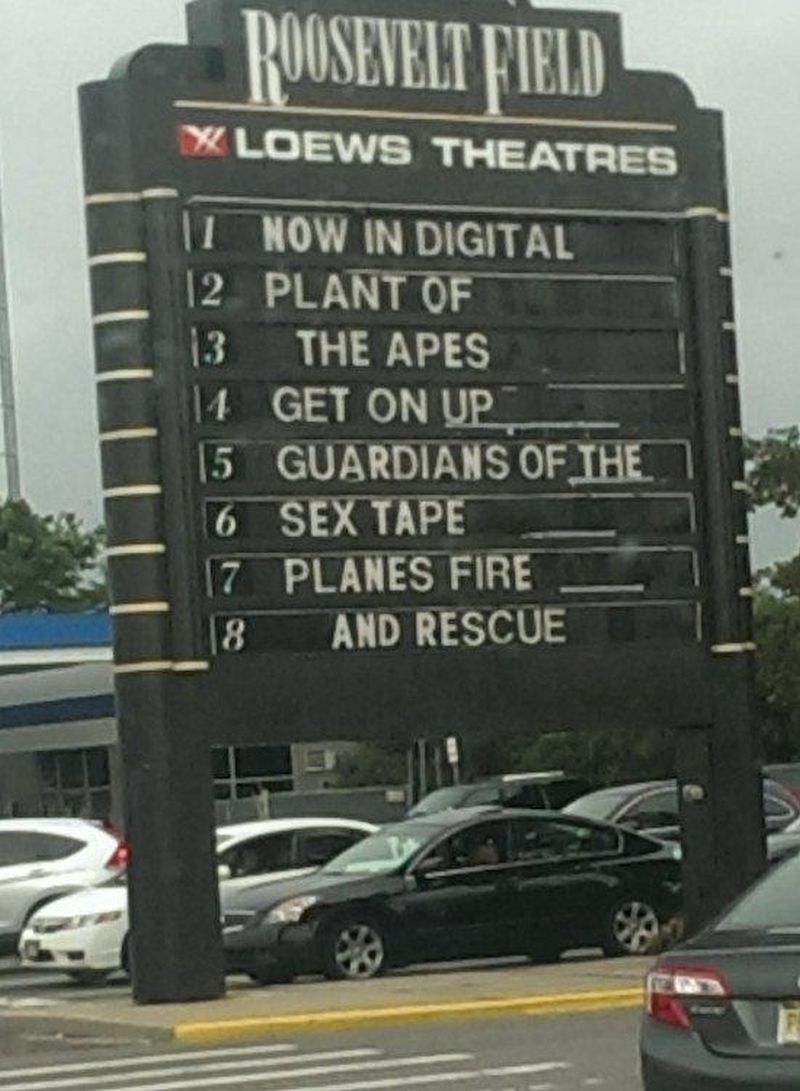 ROOSEVELT FIELD
LOEWS THEATRES
1 NOW IN DIGITAL
2 PLANT OF
3 THE APES
4 GET ON UP
5 GUARDIANS OF THE
6 SEX TAPE
7 PLANES FIRE
8 AND RESCUE